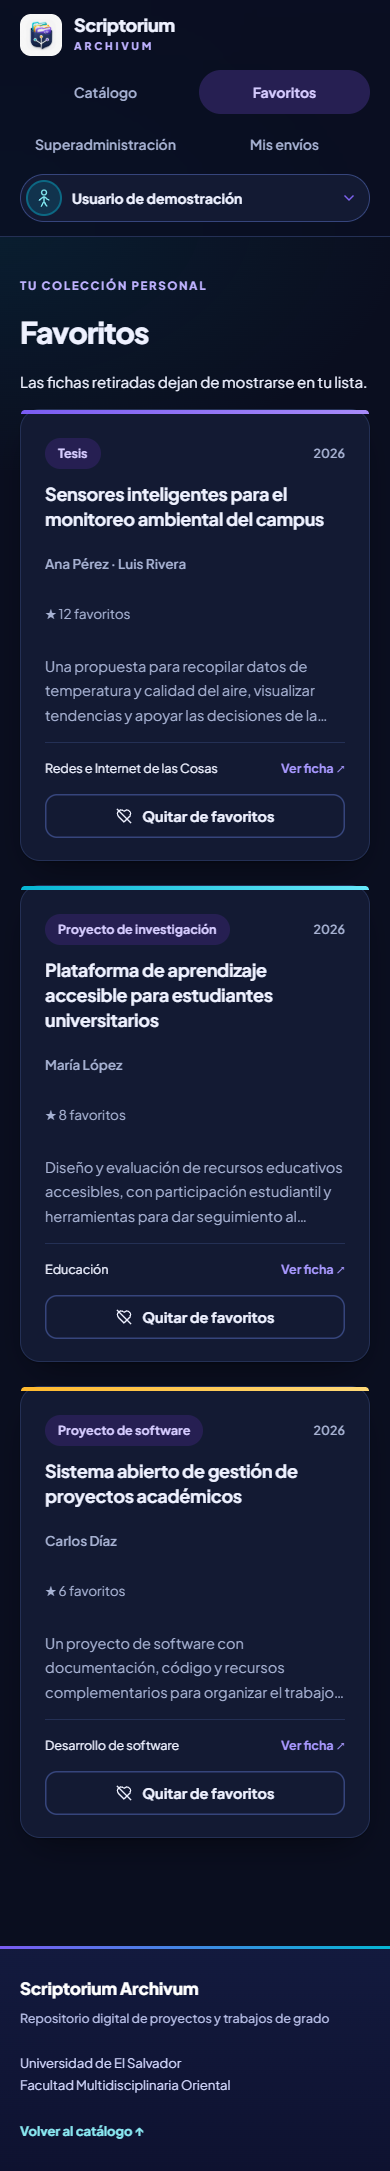 Scriptorium
ARCHIVUM
Catálogo
Favoritos
Superadministración
Mis envíos
Usuario de demostración
TU COLECCIÓN PERSONAL
Favoritos
Las fichas retiradas dejan de mostrarse en tu lista.
Tesis
2026
Sensores inteligentes para el
monitoreo ambiental del campus
Ana Pérez · Luis Rivera
★ 12 favoritos
Una propuesta para recopilar datos de
temperatura y calidad del aire, visualizar
tendencias y apoyar las decisiones de la…
Redes e Internet de las Cosas
Ver ficha ↗
Quitar de favoritos
Proyecto de investigación
2026
Plataforma de aprendizaje
accesible para estudiantes
universitarios
María López
★ 8 favoritos
Diseño y evaluación de recursos educativos
accesibles, con participación estudiantil y
herramientas para dar seguimiento al…
Educación
Ver ficha ↗
Quitar de favoritos
Proyecto de software
2026
Sistema abierto de gestión de
proyectos académicos
Carlos Díaz
★ 6 favoritos
Un proyecto de software con
documentación, código y recursos
complementarios para organizar el trabajo…
Desarrollo de software
Ver ficha ↗
Quitar de favoritos
Scriptorium Archivum
Repositorio digital de proyectos y trabajos de grado
Universidad de El Salvador
Facultad Multidisciplinaria Oriental
Volver al catálogo ↑